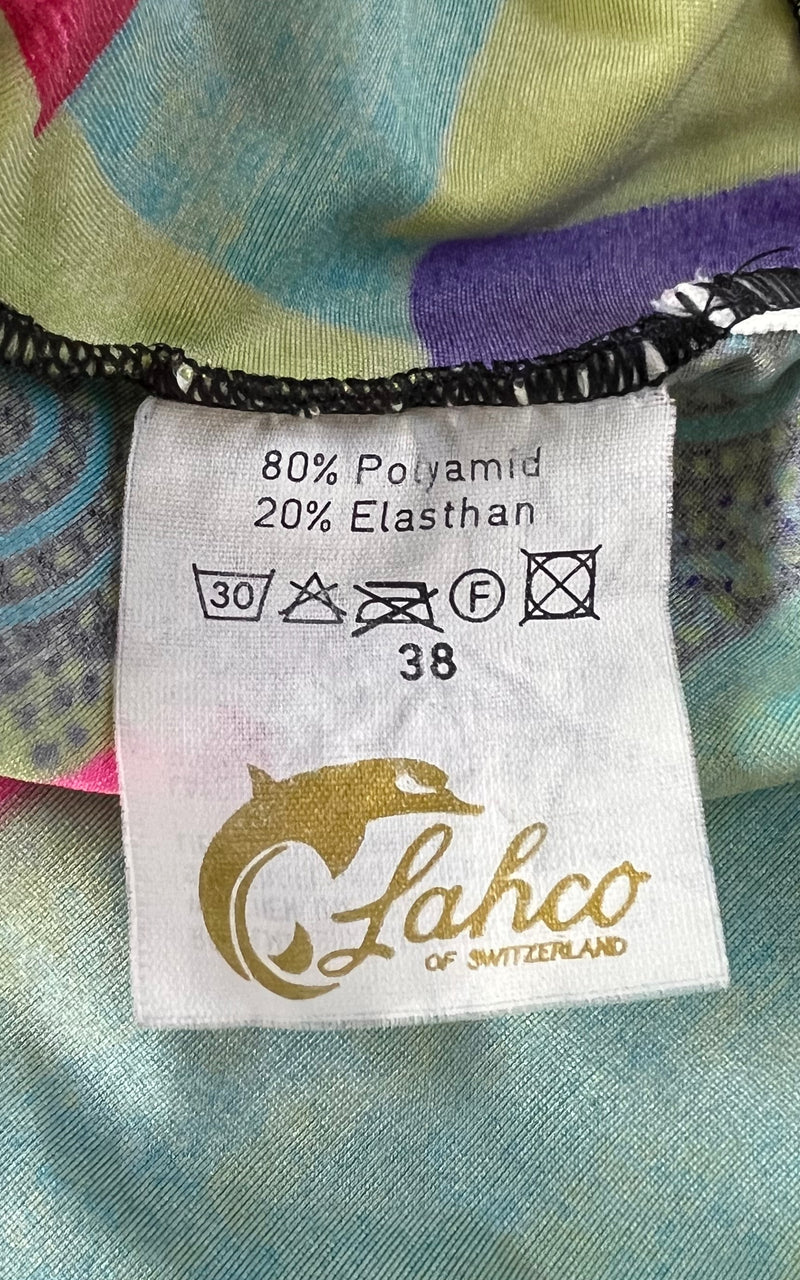 80% Polyamid
20% Elasthan
30 F
38
Lahco
OF SWITZERLAND